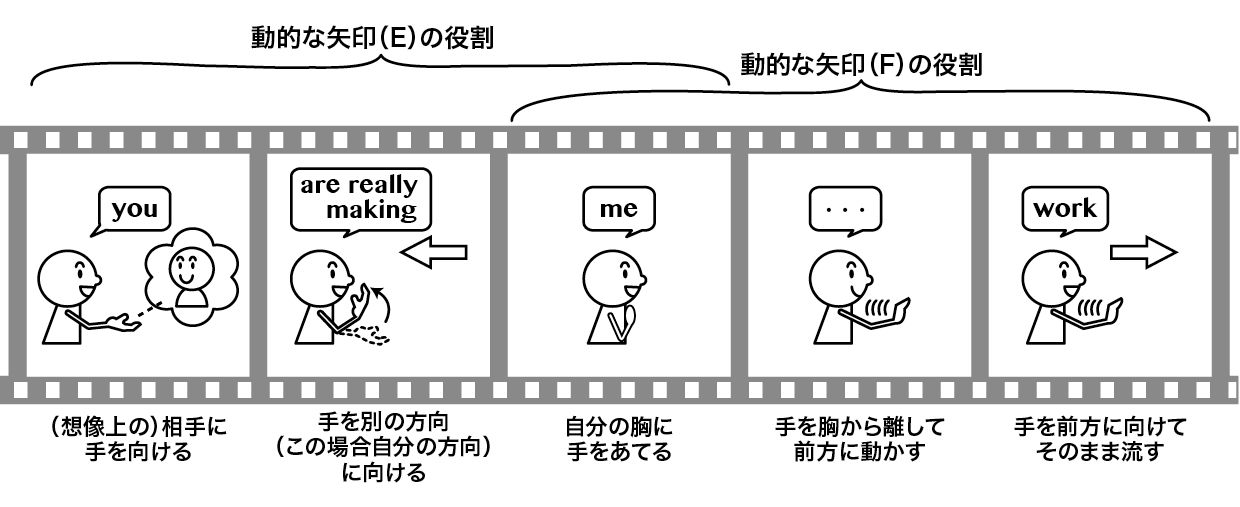 動的な矢印（E）の役割
動的な矢印（F）の役割
you
are really
making
me
・・・
work
（想像上の）相手に
手を向ける
手を別の方向
（この場合自分の方向）
に向ける
自分の胸に
手をあてる
手を胸から離して
前方に動かす
手を前方に向けて
そのまま流す